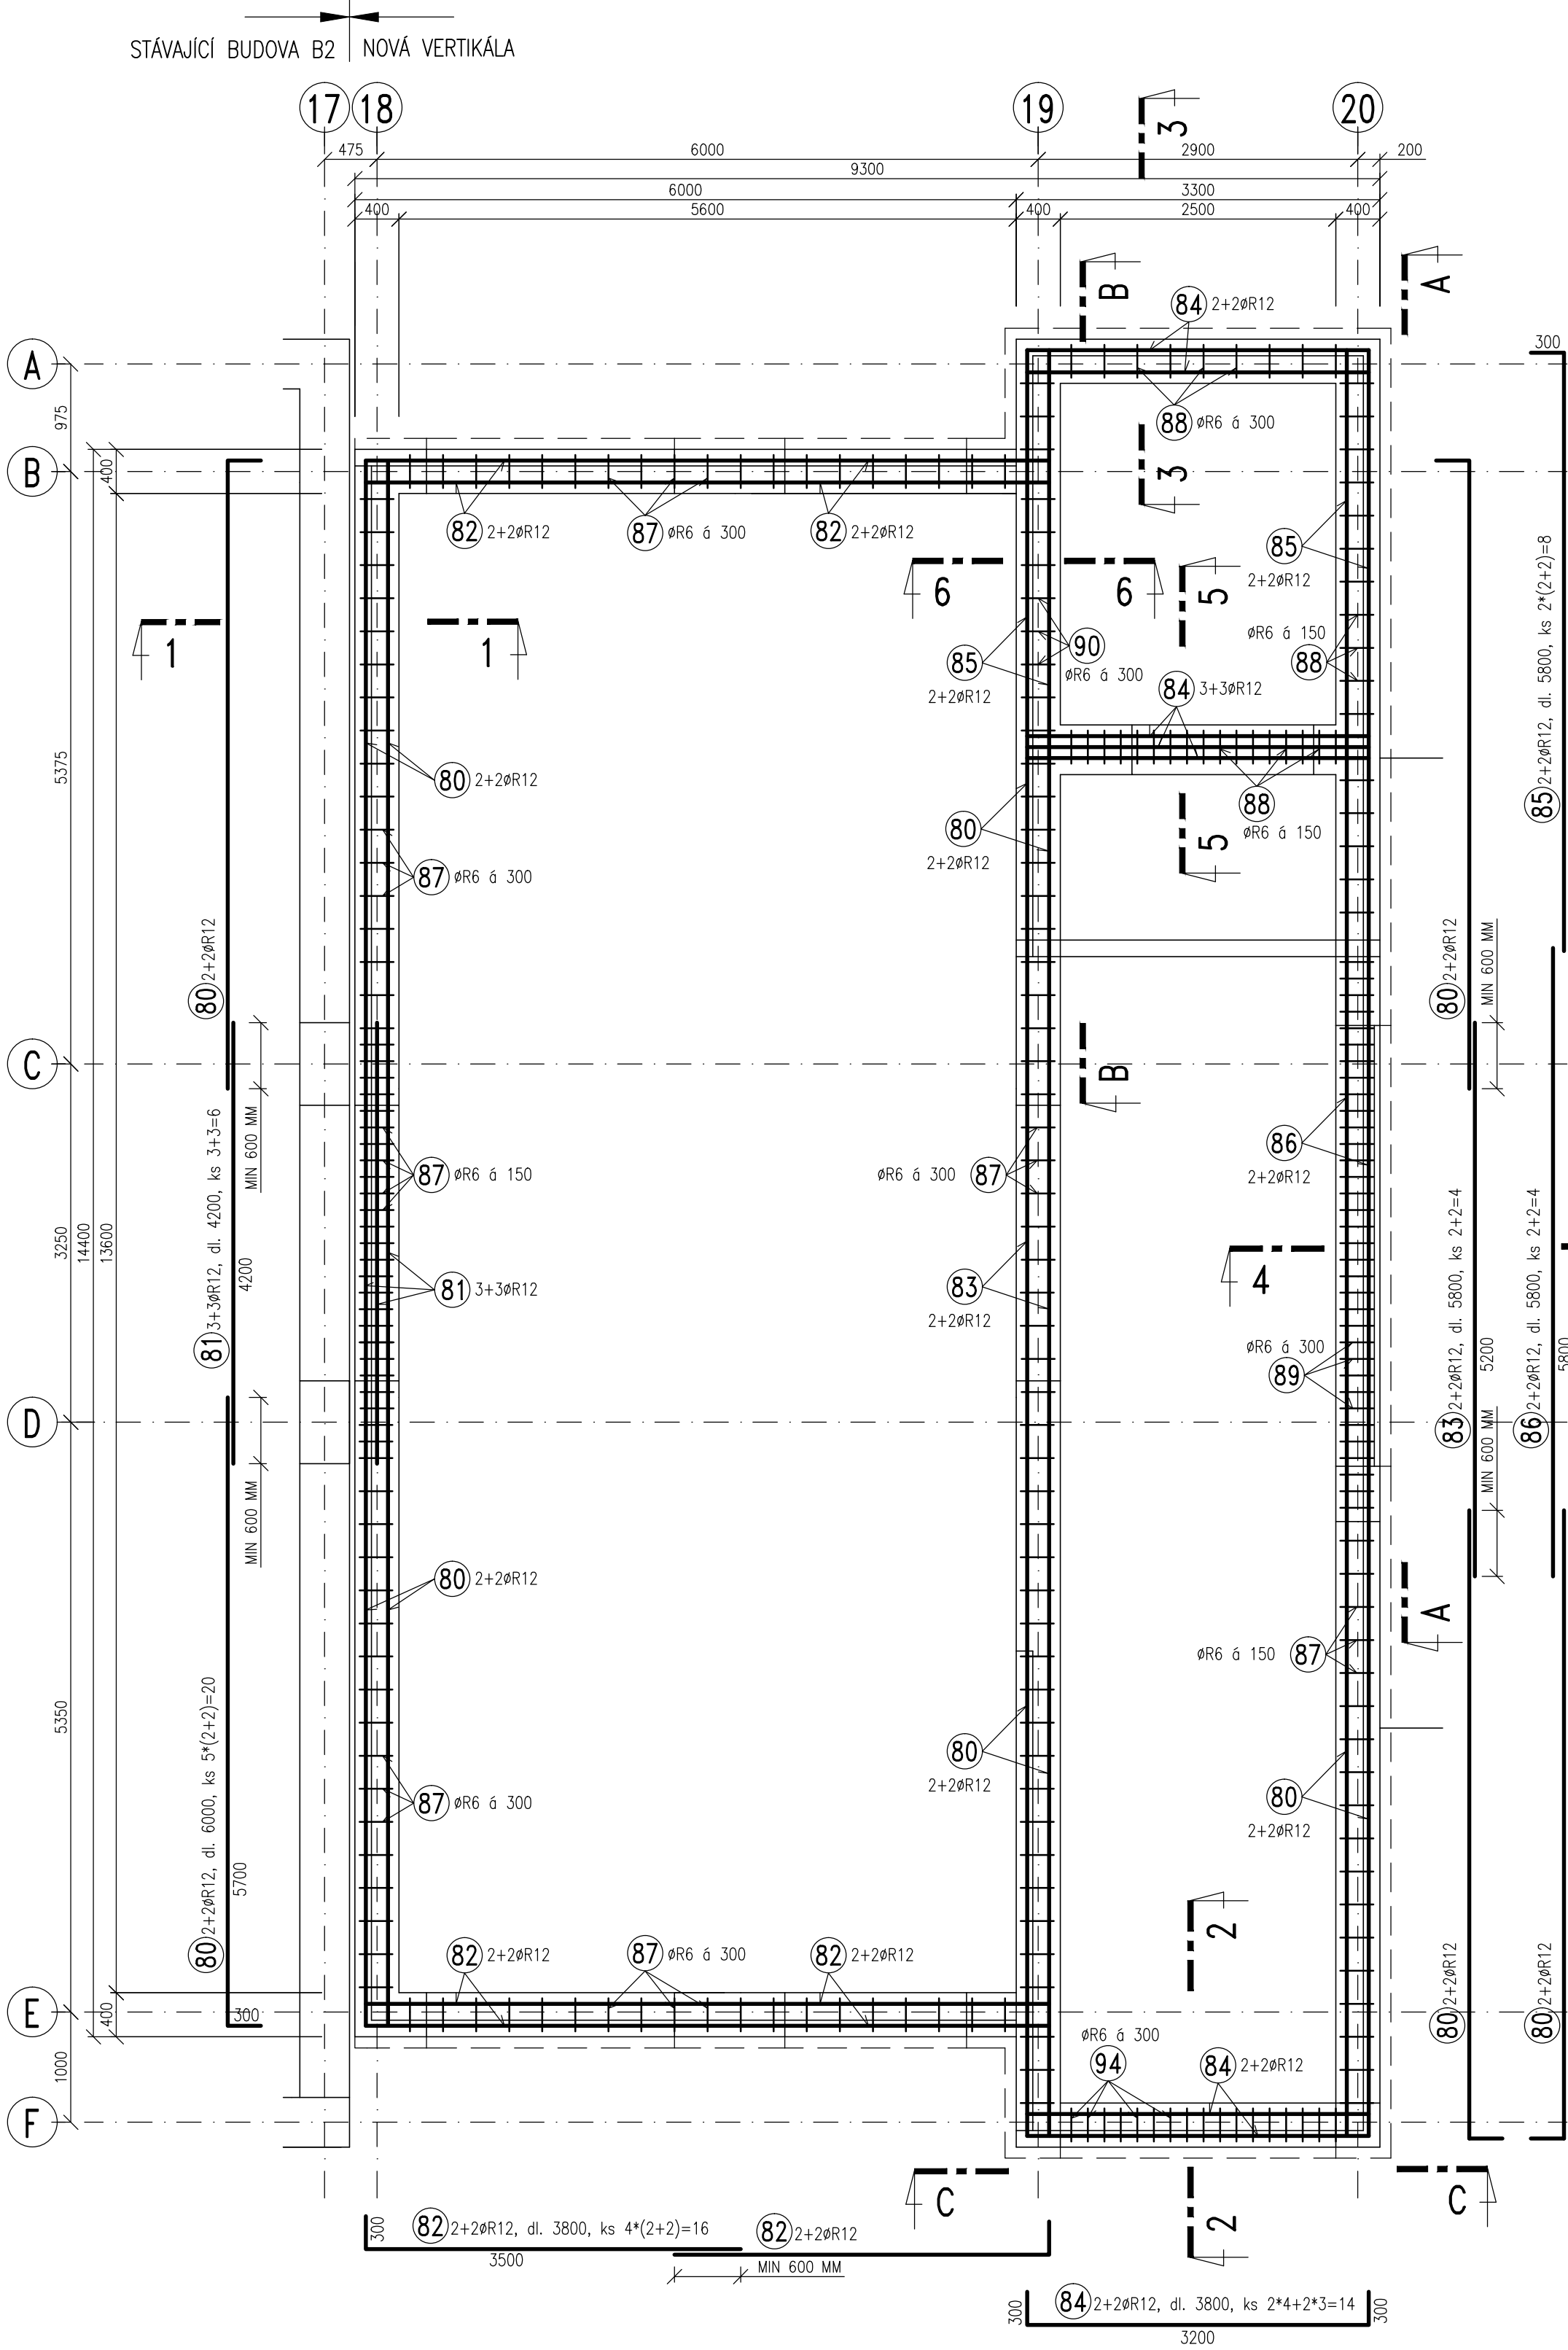 STÁVAJÍCÍ BUDOVA B2
NOVÁ VERTIKÁLA
17
18
19
20
3
475
6000
2900
200
9300
6000
3300
400
5600
400
2500
400
B
A
84 2+2øR12
300
A
975
88 øR6 á 300
B
400
3
82 2+2øR12
87 øR6 á 300
82 2+2øR12
85
2+2øR12
85 2+2øR12, dl. 5800, ks 2*(2+2)=8
6
6
5
1
1
90
øR6 á 300
øR6 á 150
88
85
2+2øR12
84 3+3øR12
5375
80 2+2øR12
80
2+2øR12
88
øR6 á 150
5
87 øR6 á 300
80 2+2øR12
80 2+2øR12
MIN 600 MM
C
B
MIN 600 MM
86
2+2øR12
87 øR6 á 150
øR6 á 300 87
81 3+3øR12, dl. 4200, ks 3+3=6
4200
3250
14400
13600
81 3+3øR12
83
2+2øR12
4
83 2+2øR12, dl. 5800, ks 2+2=4
5200
86 2+2øR12, dl. 5800, ks 2+2=4
5800
øR6 á 300
89
D
MIN 600 MM
MIN 600 MM
80 2+2øR12
A
øR6 á 150 87
5350
80 2+2øR12, dl. 6000, ks 5*(2+2)=20
5700
80
2+2øR12
80
2+2øR12
87 øR6 á 300
2
82 2+2øR12
87 øR6 á 300
82 2+2øR12
80 2+2øR12
80 2+2øR12
E
400
300
1000
øR6 á 300
94
84 2+2øR12
F
C
C
2
300
82 2+2øR12, dl. 3800, ks 4*(2+2)=16
82 2+2øR12
3500
MIN 600 MM
300
84 2+2øR12, dl. 3800, ks 2*4+2*3=14
300
3200